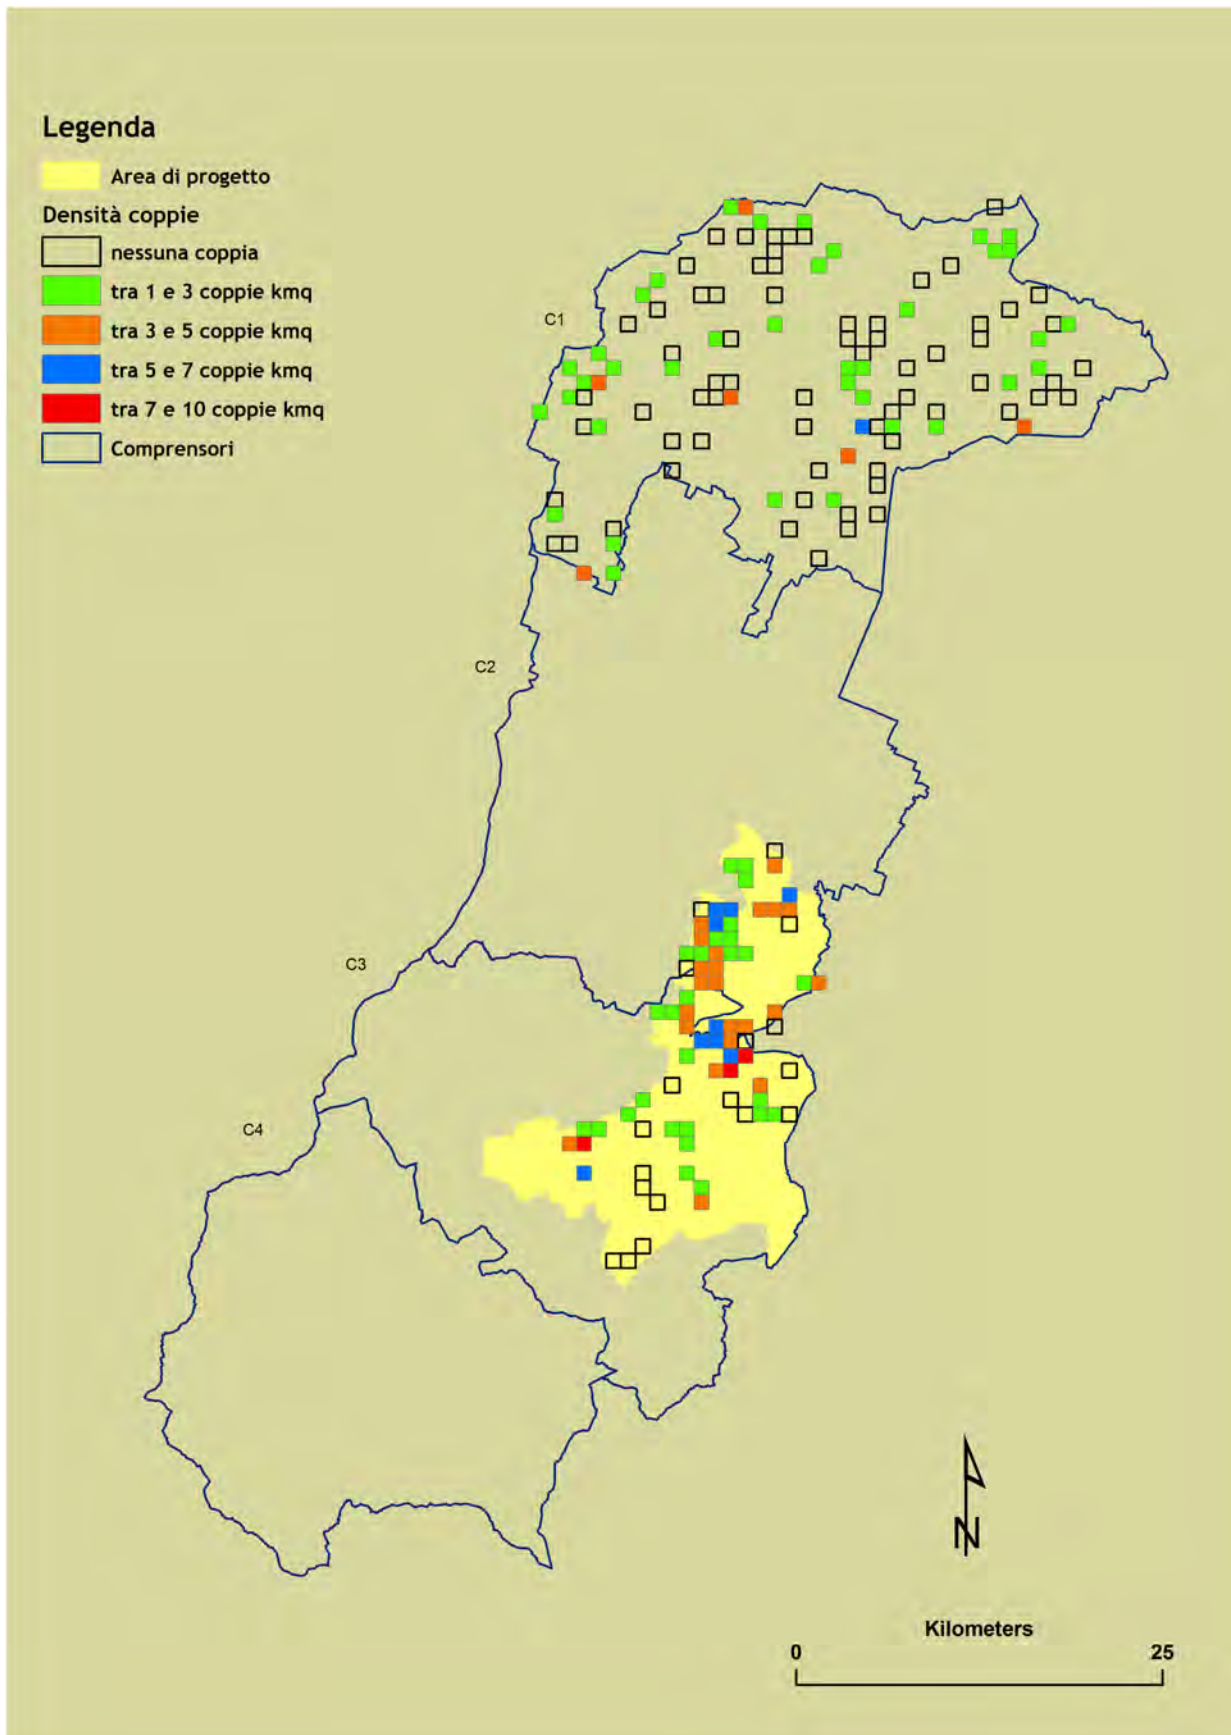 Legenda
Area di progetto
Densità coppie
nessuna coppia
tra 1 e 3 coppie kmq
tra 3 e 5 coppie kmq
tra 5 e 7 coppie kmq
tra 7 e 10 coppie kmq
Comprensori
C1
C2
C3
C4
N
Kilometers
0 25